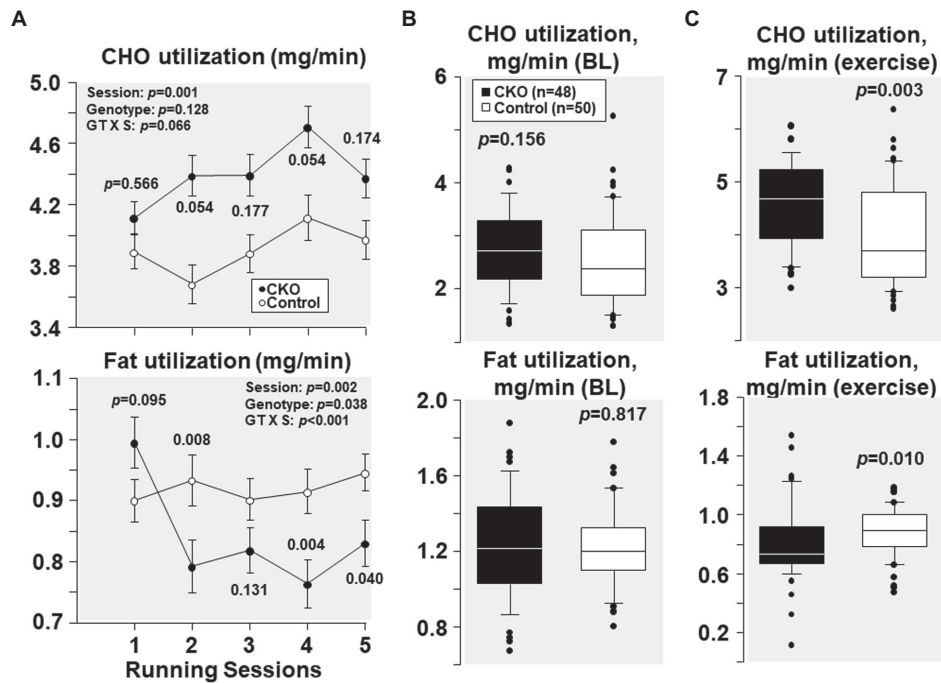 A
CHO utilization (mg/min)
5.0
4.6
4.2
3.8
3.4
Session: p=0.001
Genotype: p=0.128
GT X S: p=0.066
p=0.566
0.054
0.177
0.054
0.174
CKO
Control
Fat utilization (mg/min)
1.1
1.0
0.9
0.8
0.7
Session: p=0.002
Genotype: p=0.038
GT X S: p<0.001
p=0.095
0.008
0.131
0.004
0.040
1 2 3 4 5
Running Sessions
B
CHO utilization,
mg/min (BL)
6
4
2
CKO (n=48)
Control (n=50)
p=0.156
Fat utilization,
mg/min (BL)
2.0
1.6
1.2
0.8
p=0.817
C
CHO utilization,
mg/min (exercise)
7
5
3
p=0.003
Fat utilization,
mg/min (exercise)
1.8
1.4
1.0
0.6
0.2
p=0.010